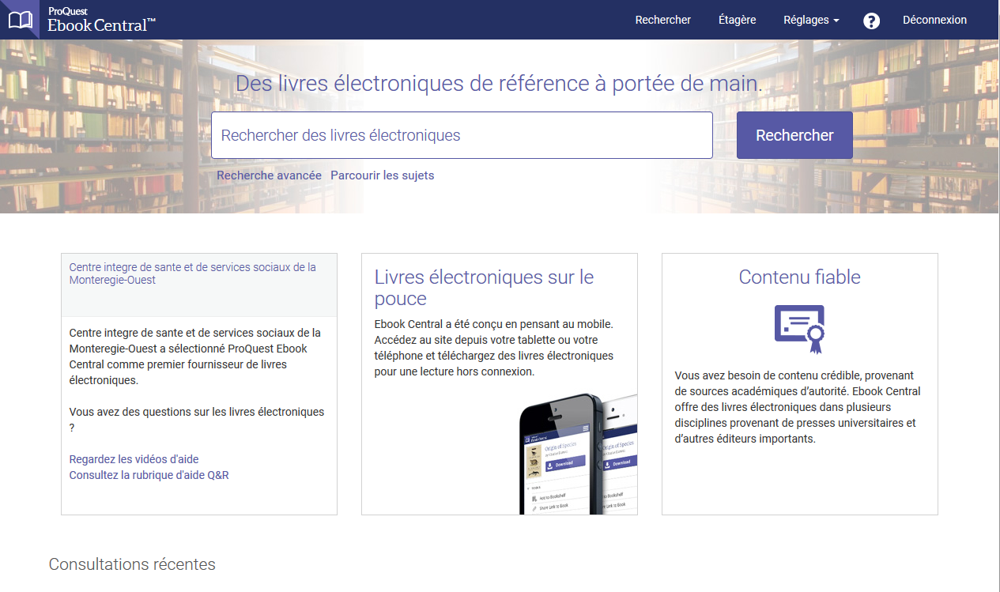 ProQuest
Ebook Central™
Rechercher Étagère Réglages ? Déconnexion
Des livres électroniques de référence à portée de main.
Rechercher des livres électroniques
Rechercher
Recherche avancée Parcourir les sujets
Centre integre de sante et de services sociaux de la
Monteregie-Ouest
Centre integre de sante et de services sociaux de la
Monteregie-Ouest a sélectionné ProQuest Ebook
Central comme premier fournisseur de livres
électroniques.
Vous avez des questions sur les livres électroniques
?
Regardez les vidéos d'aide
Consultez la rubrique d'aide Q&R
Livres électroniques sur le
pouce
Ebook Central a été conçu en pensant au mobile.
Accédez au site depuis votre tablette ou votre
téléphone et téléchargez des livres électroniques
pour une lecture hors connexion.
Ebook Central
Origin of Species
Download
Add to Bookshelf
Share Link to Book
Contenu fiable
Vous avez besoin de contenu crédible, provenant
de sources académiques d’autorité. Ebook Central
offre des livres électroniques dans plusieurs
disciplines provenant de presses universitaires et
d’autres éditeurs importants.
Consultations récentes